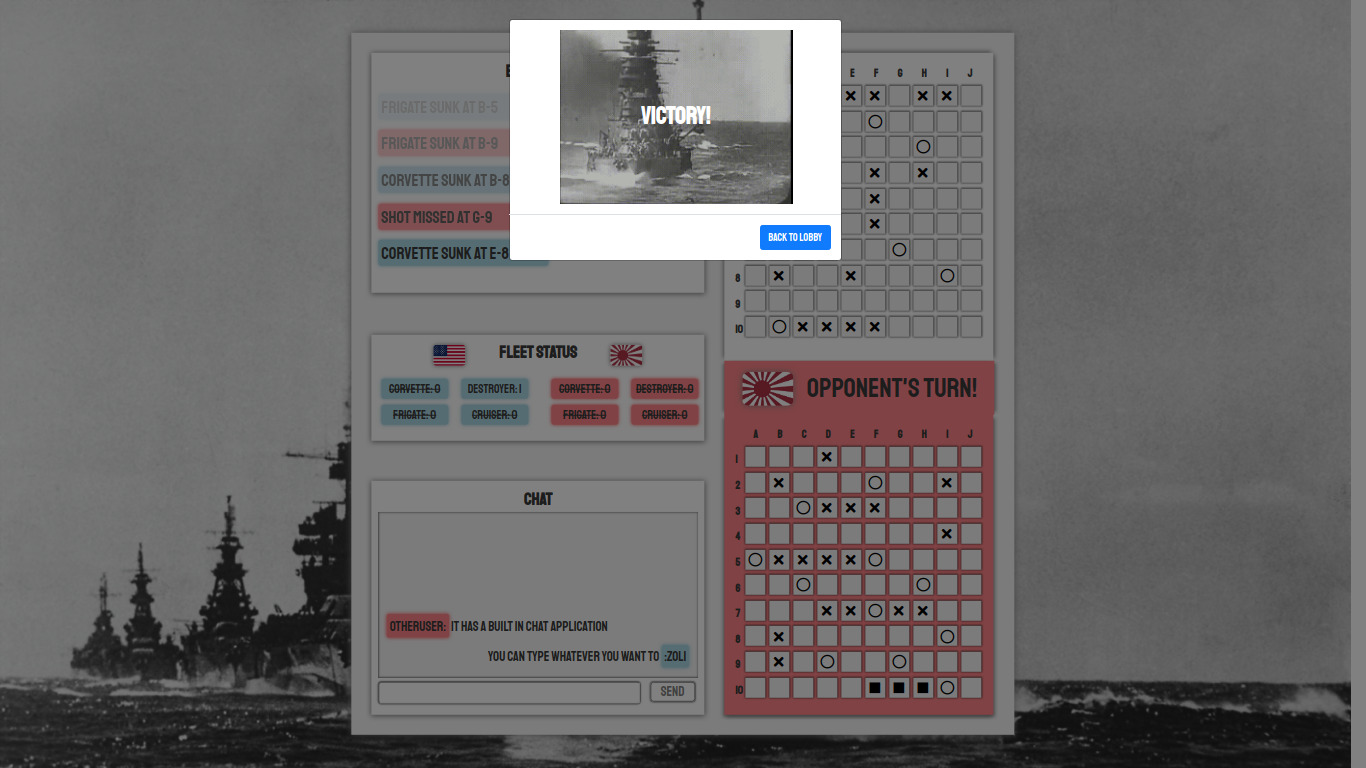 VICTORY!
BACK TO LOBBY
FRIGATE SUNK AT B-5
FRIGATE SUNK AT B-9
CORVETTE SUNK AT B-8
SHOT MISSED AT G-9
CORVETTE SUNK AT E-8
FLEET STATUS
CORVETTE: 0 DESTROYER: 1 CORVETTE: 0 DESTROYER: 0
FRIGATE: 0 CRUISER: 0 FRIGATE: 0 CRUISER: 0
CHAT
OTHERUSER: IT HAS A BUILT IN CHAT APPLICATION
YOU CAN TYPE WHATEVER YOU WANT TO :ZOLI
SEND
E F G H I J
8
9
10
OPPONENT'S TURN!
A B C D E F G H I J
1
2
3
4
5
6
7
8
9
10